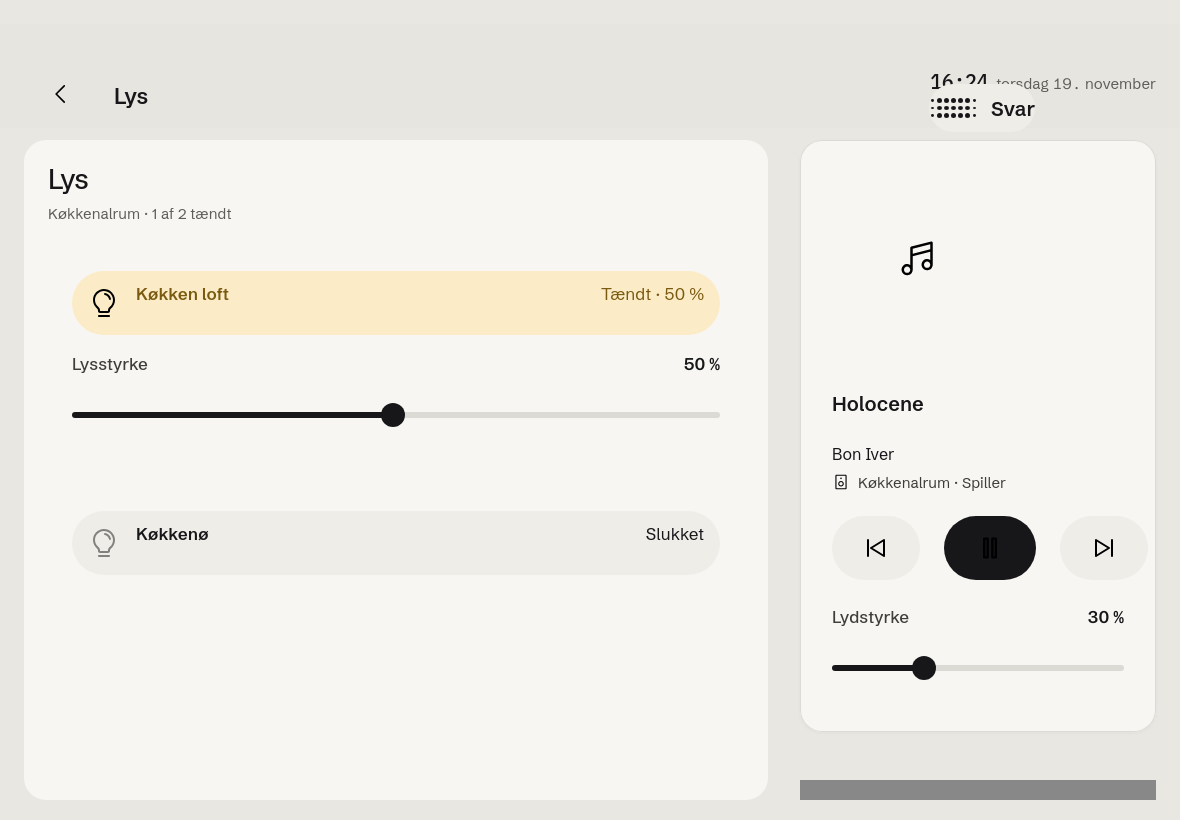 Lys
16:24 torsdag 19. november
Svar
Lys
Køkkenalrum · 1 af 2 tændt
Køkken loft
Tændt · 50 %
Lysstyrke
50 %
Køkkenø
Slukket
Holocene
Bon Iver
Køkkenalrum · Spiller
Lydstyrke
30 %